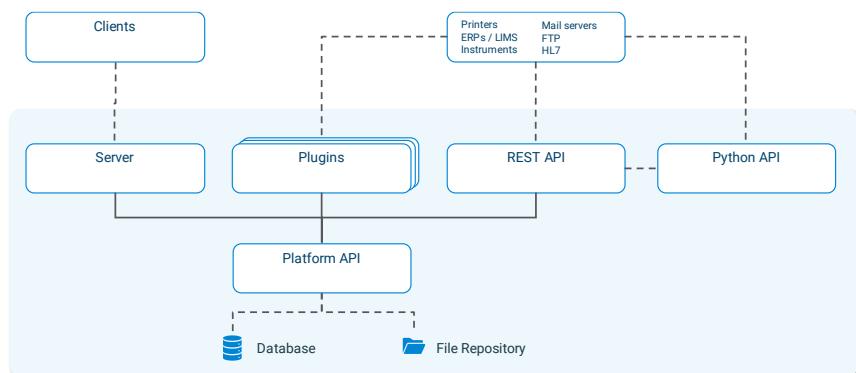 Clients
Printers
ERPs / LIMS
Instruments
Mail servers
FTP
HL7
Server
Plugins
REST API
Python API
Platform API
Database
File Repository